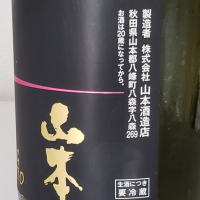 製造者 株式会社 山本酒造店
秋田県山本郡八峰町八森字八森269
お酒は20歳になってから。
山本
生酒につき
要冷蔵